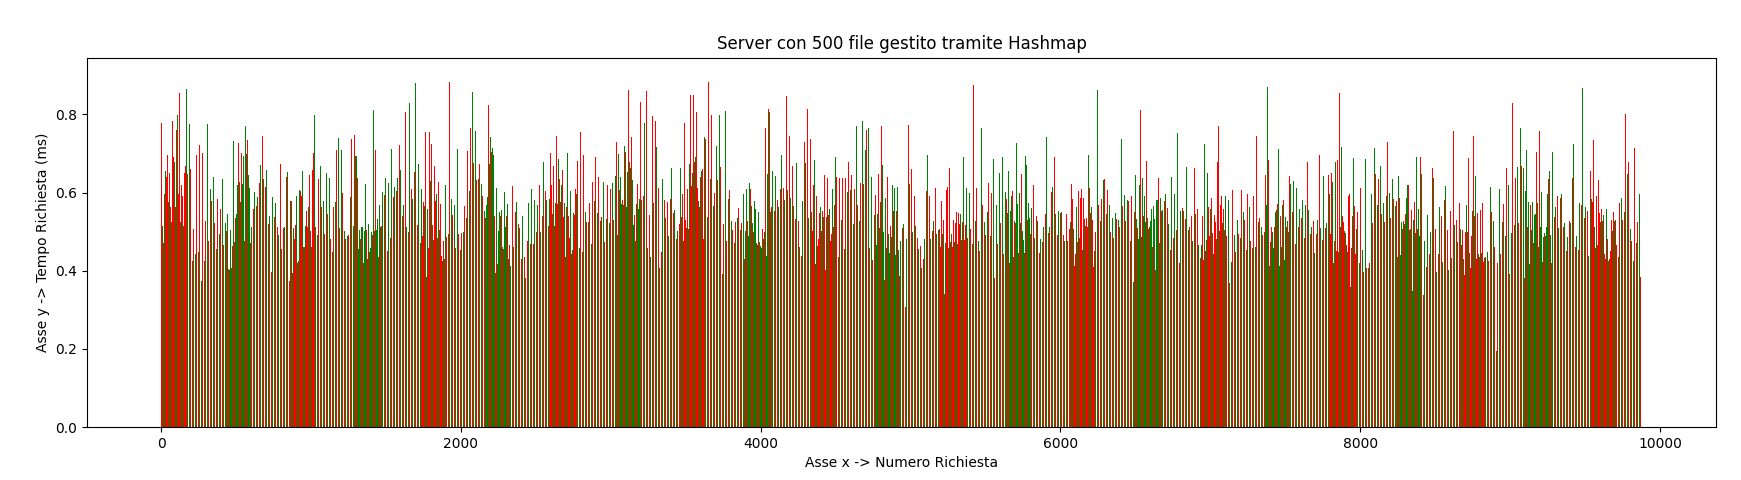 Server con 500 file gestito tramite Hashmap
Asse y -> Tempo Richiesta (ms)
0.8
0.6
0.4
0.2
0.0
0 2000 4000 6000 8000 10000
Asse x -> Numero Richiesta